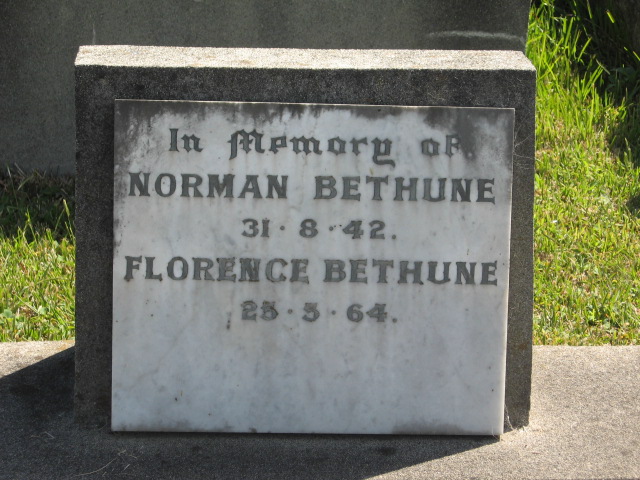 In Memory of.
NORMAN BETHUNE
31·8·42.
FLORENCE BETHUNE
25·5·64.